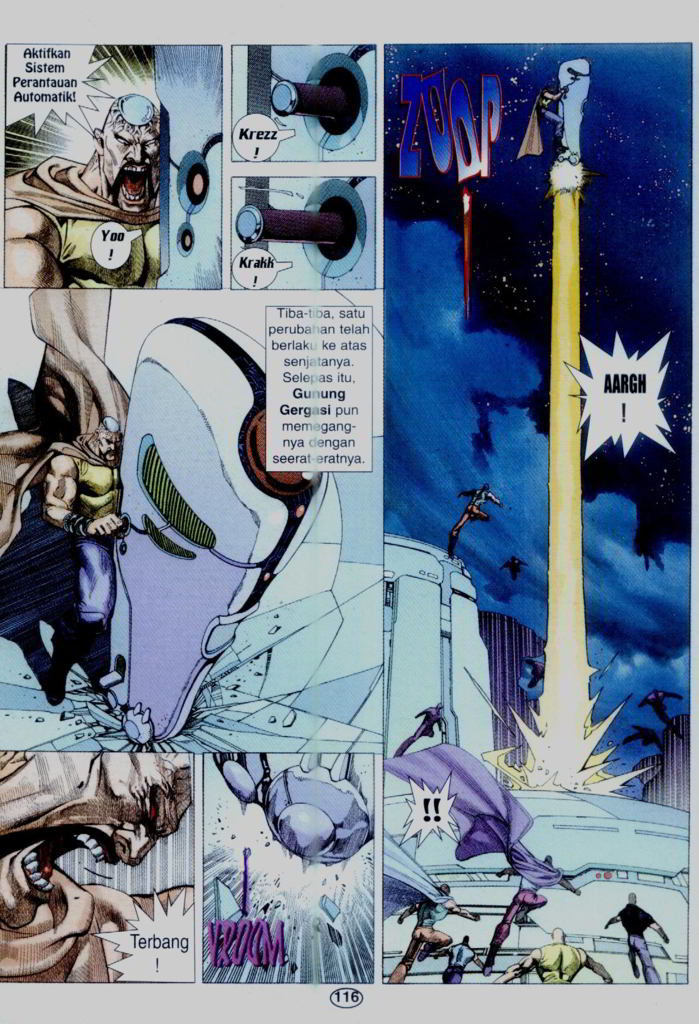 Aktifkan
Sistem
Perantauan
Automatik!
Yoo
!
Krezz
!
Krakk
!
Tiba-tiba, satu
perubahan telah
berlaku ke atas
senjatanya.
Selepas itu,
Gunung
Gergasi pun
memegang-
nya dengan
seerat-eratnya.
Terbang
!
VROOM
ZOOP
AARGH
!
!!
116